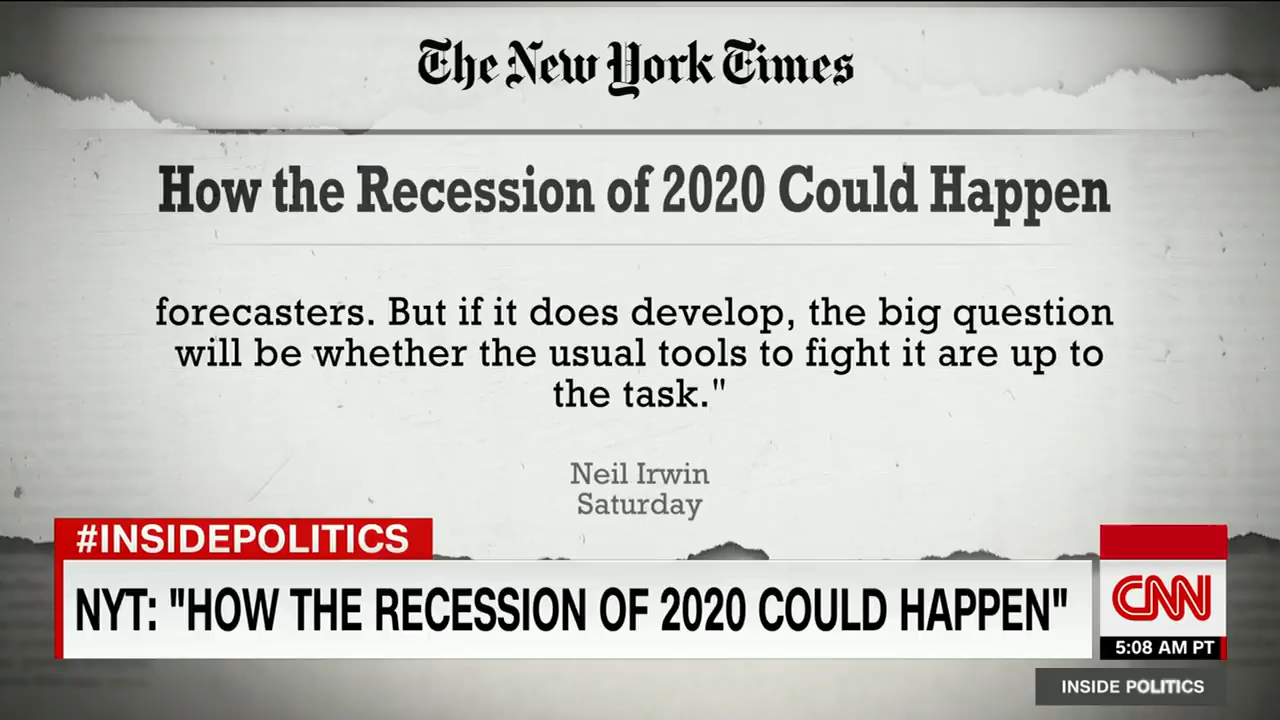 The New York Times
How the Recession of 2020 Could Happen
forecasters. But if it does develop, the big question
will be whether the usual tools to fight it are up to
the task."
Neil Irwin
Saturday
#INSIDEPOLITICS
NYT: "HOW THE RECESSION OF 2020 COULD HAPPEN"
CNN
5:08 AM PT
INSIDE POLITICS